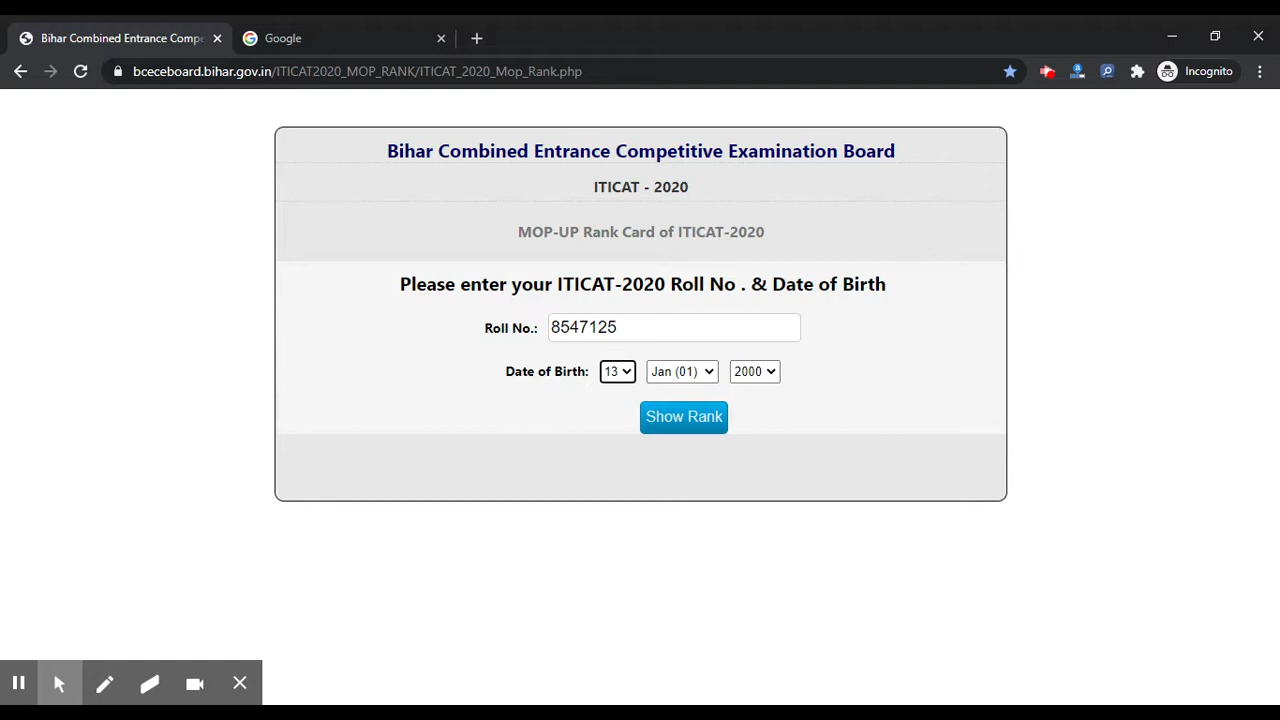 Bihar Combined Entrance Compe
Google
bceceboard.bihar.gov.in/ITICAT2020_MOP_RANK/ITICAT_2020_Mop_Rank.php
Incognito
Bihar Combined Entrance Competitive Examination Board
ITICAT - 2020
MOP-UP Rank Card of ITICAT-2020
Please enter your ITICAT-2020 Roll No . & Date of Birth
Roll No.: 8547125
Date of Birth: 13 Jan (01) 2000
Show Rank